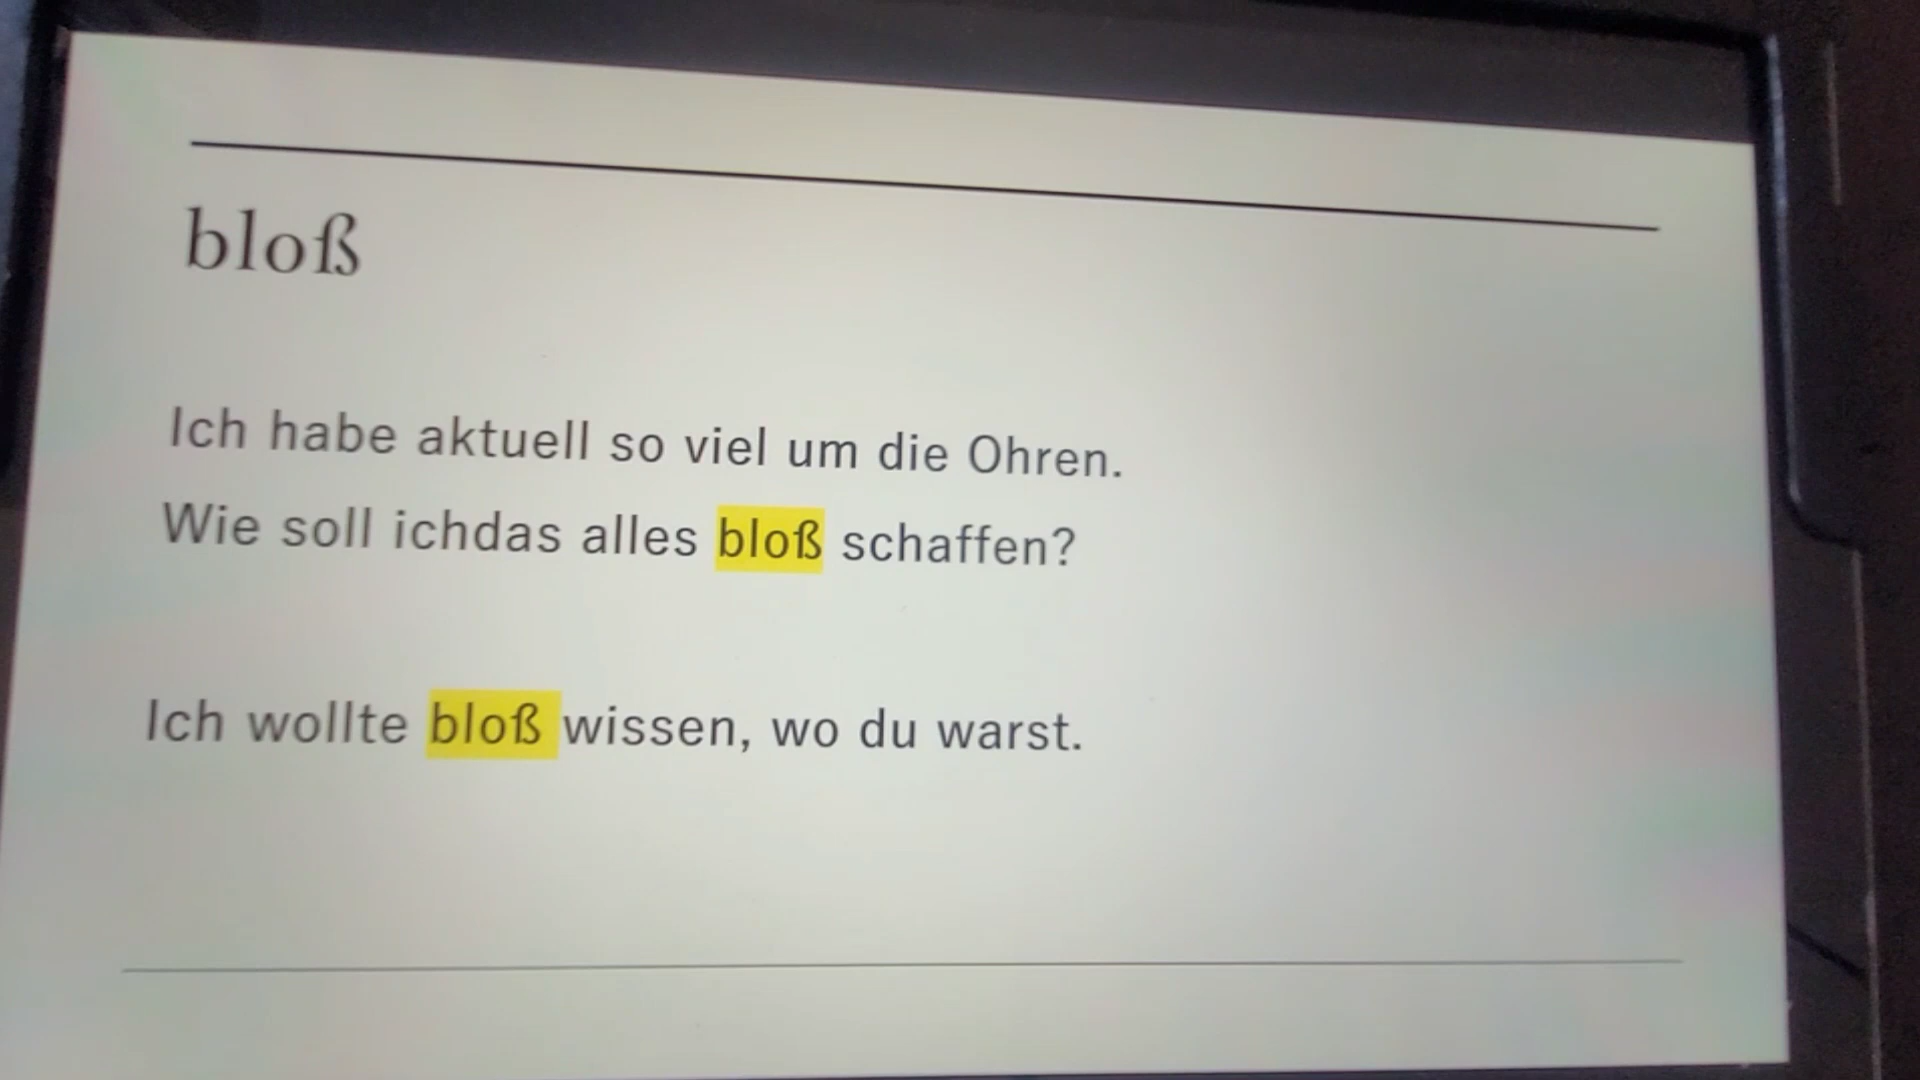 bloß
Ich habe aktuell so viel um die Ohren.
Wie soll ichdas alles bloß schaffen?
Ich wollte bloß wissen, wo du warst.